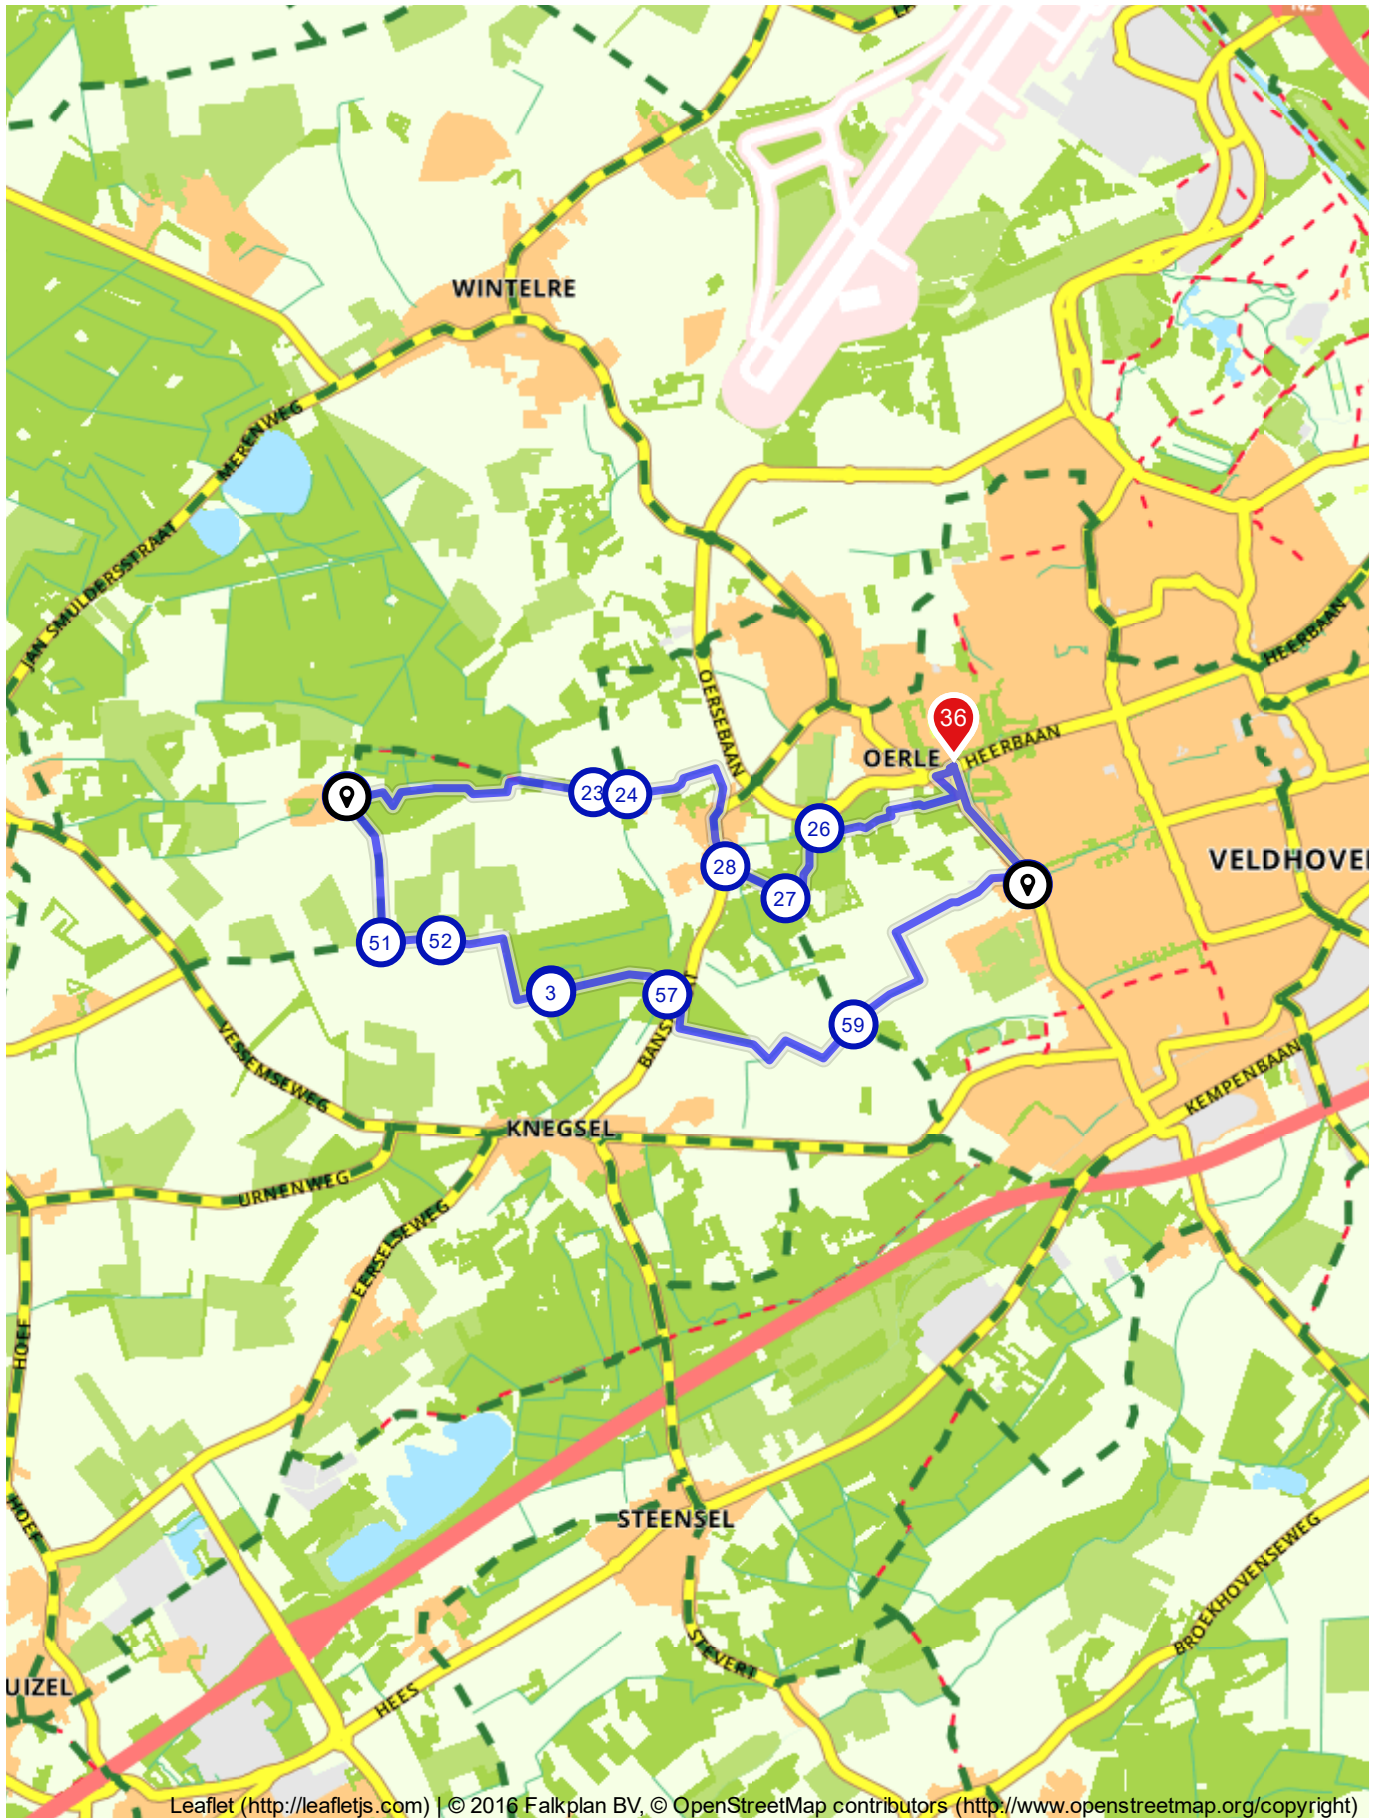 N2
WINTELRE
MERENWEG
JAN SMULDERSSTRAAT
HEERBAAN
OERSEBAAN
36
OERLE
HEERBAAN
23
24
26
VELDHOVE
28
27
51
52
3
57
59
VESSEMSEWEG
KEMPENBAAN
KNEGSEL
URNENWEG
EERSELSEWEG
HOEF
HOEF
STEENSEL
BROEKHOVENSEWEG
STEVERT
UIZEL
HEES
Leaflet (http://leafletjs.com) | © 2016 Falkplan BV, © OpenStreetMap contributors (http://www.openstreetmap.org/copyright)